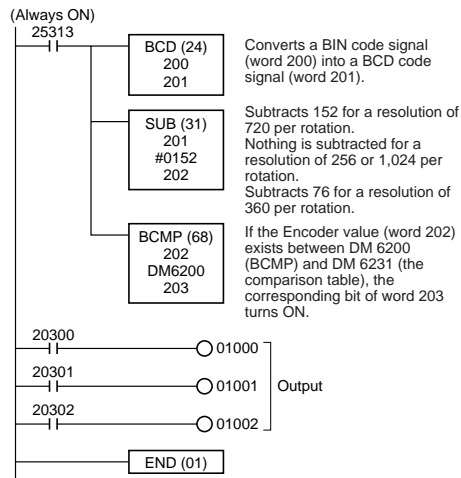 (Always ON)
25313
BCD (24)
200
201
Converts a BIN code signal
(word 200) into a BCD code
signal (word 201).
SUB (31)
201
#0152
202
Subtracts 152 for a resolution of
720 per rotation.
Nothing is subtracted for a
resolution of 256 or 1,024 per
rotation.
Subtracts 76 for a resolution of
360 per rotation.
BCMP (68)
202
DM6200
203
If the Encoder value (word 202)
exists between DM 6200
(BCMP) and DM 6231 (the
comparison table), the
corresponding bit of word 203
turns ON.
20300
01000
20301
01001
Output
20302
01002
END (01)